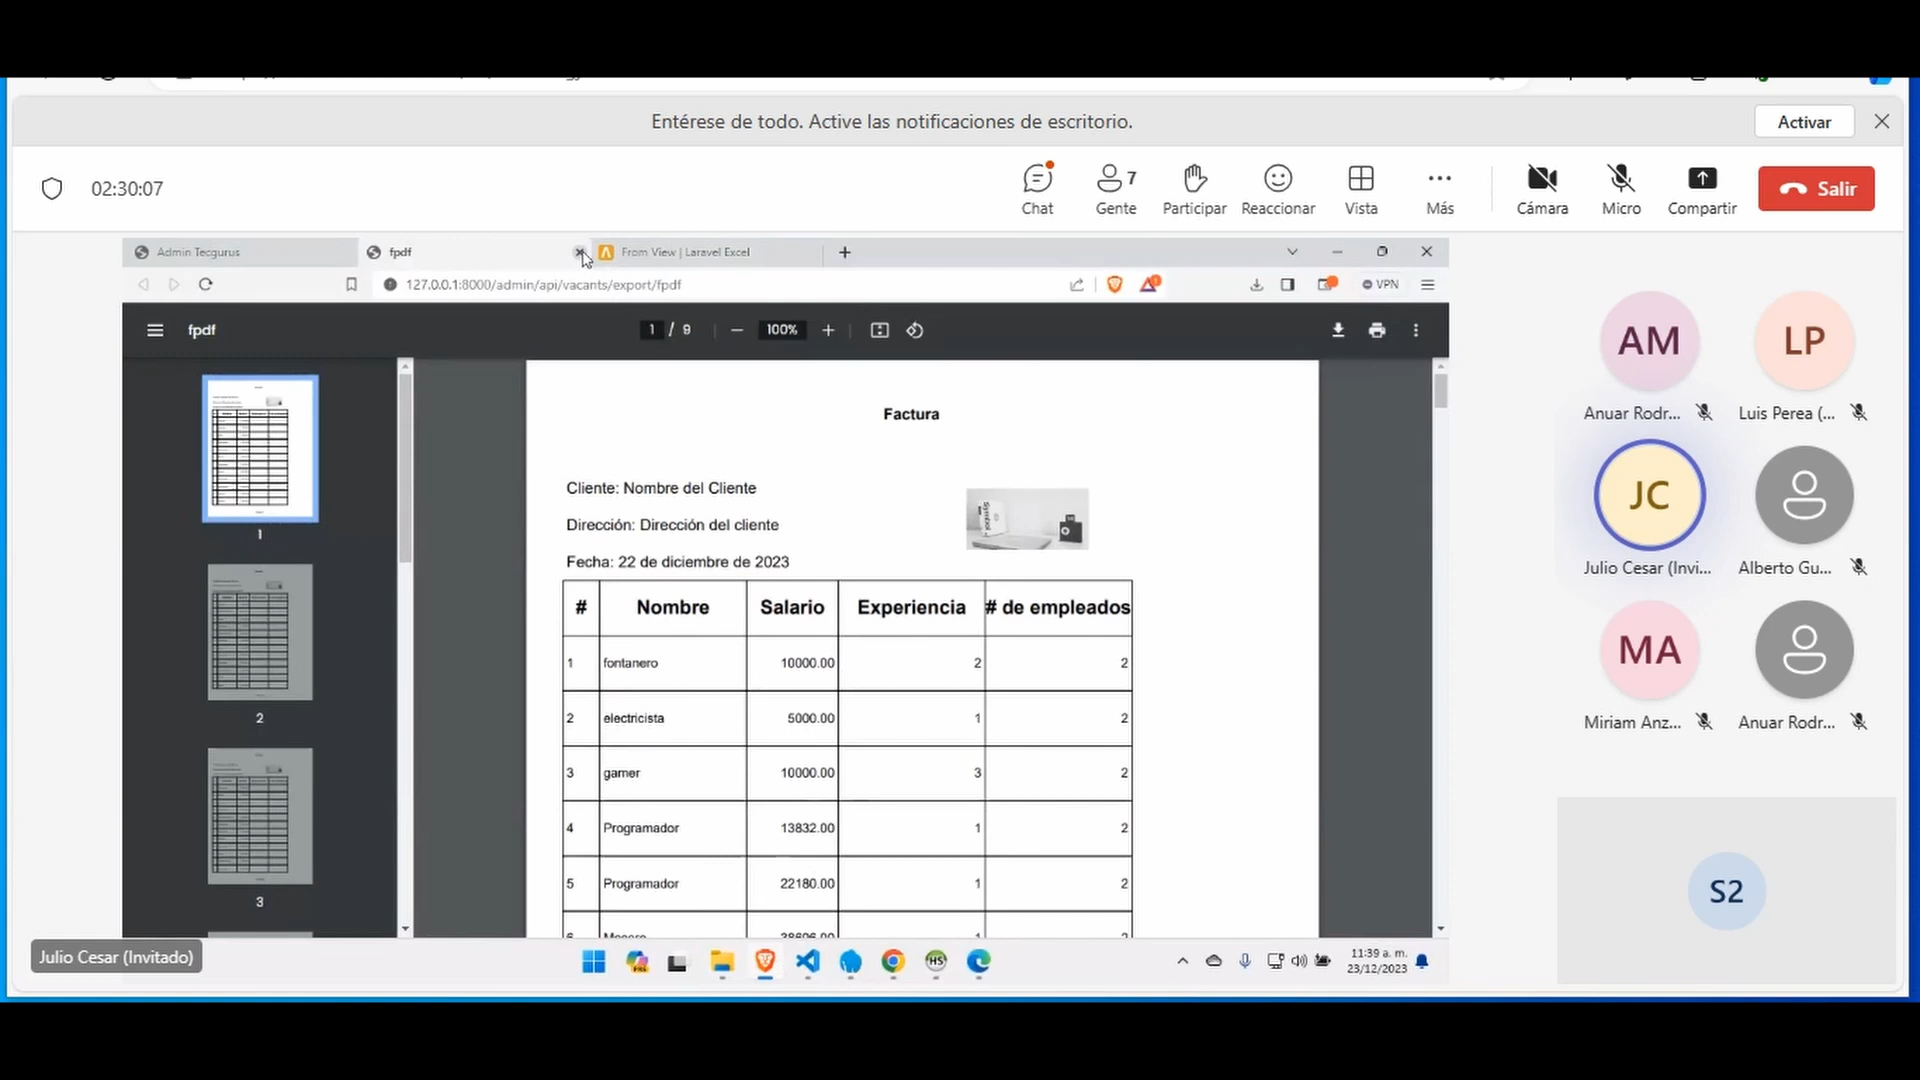 Entérese de todo. Active las notificaciones de escritorio.
Activar
02:30:07
Chat
7
Gente
Participar
Reaccionar
Vista
Más
Cámara
Micro
Compartir
Salir
Admin Tecgurus
fpdf
From View | Laravel Excel
127.0.0.1:8000/admin/api/vacants/export/fpdf
VPN
fpdf
1 / 9
100%
Factura
Cliente: Nombre del Cliente
Dirección: Dirección del cliente
Fecha: 22 de diciembre de 2023
# Nombre Salario Experiencia # de empleados
1 fontanero 10000.00 2 2
2 electricista 5000.00 1 2
3 gamer 10000.00 3 2
4 Programador 13832.00 1 2
5 Programador 22180.00 1 2
1
2
3
AM
Anuar Rodr...
LP
Luis Perea (...
JC
Julio Cesar (Invi...
Alberto Gu...
MA
Miriam Anz...
Anuar Rodr...
S2
Julio Cesar (Invitado)
11:39 a. m.
23/12/2023